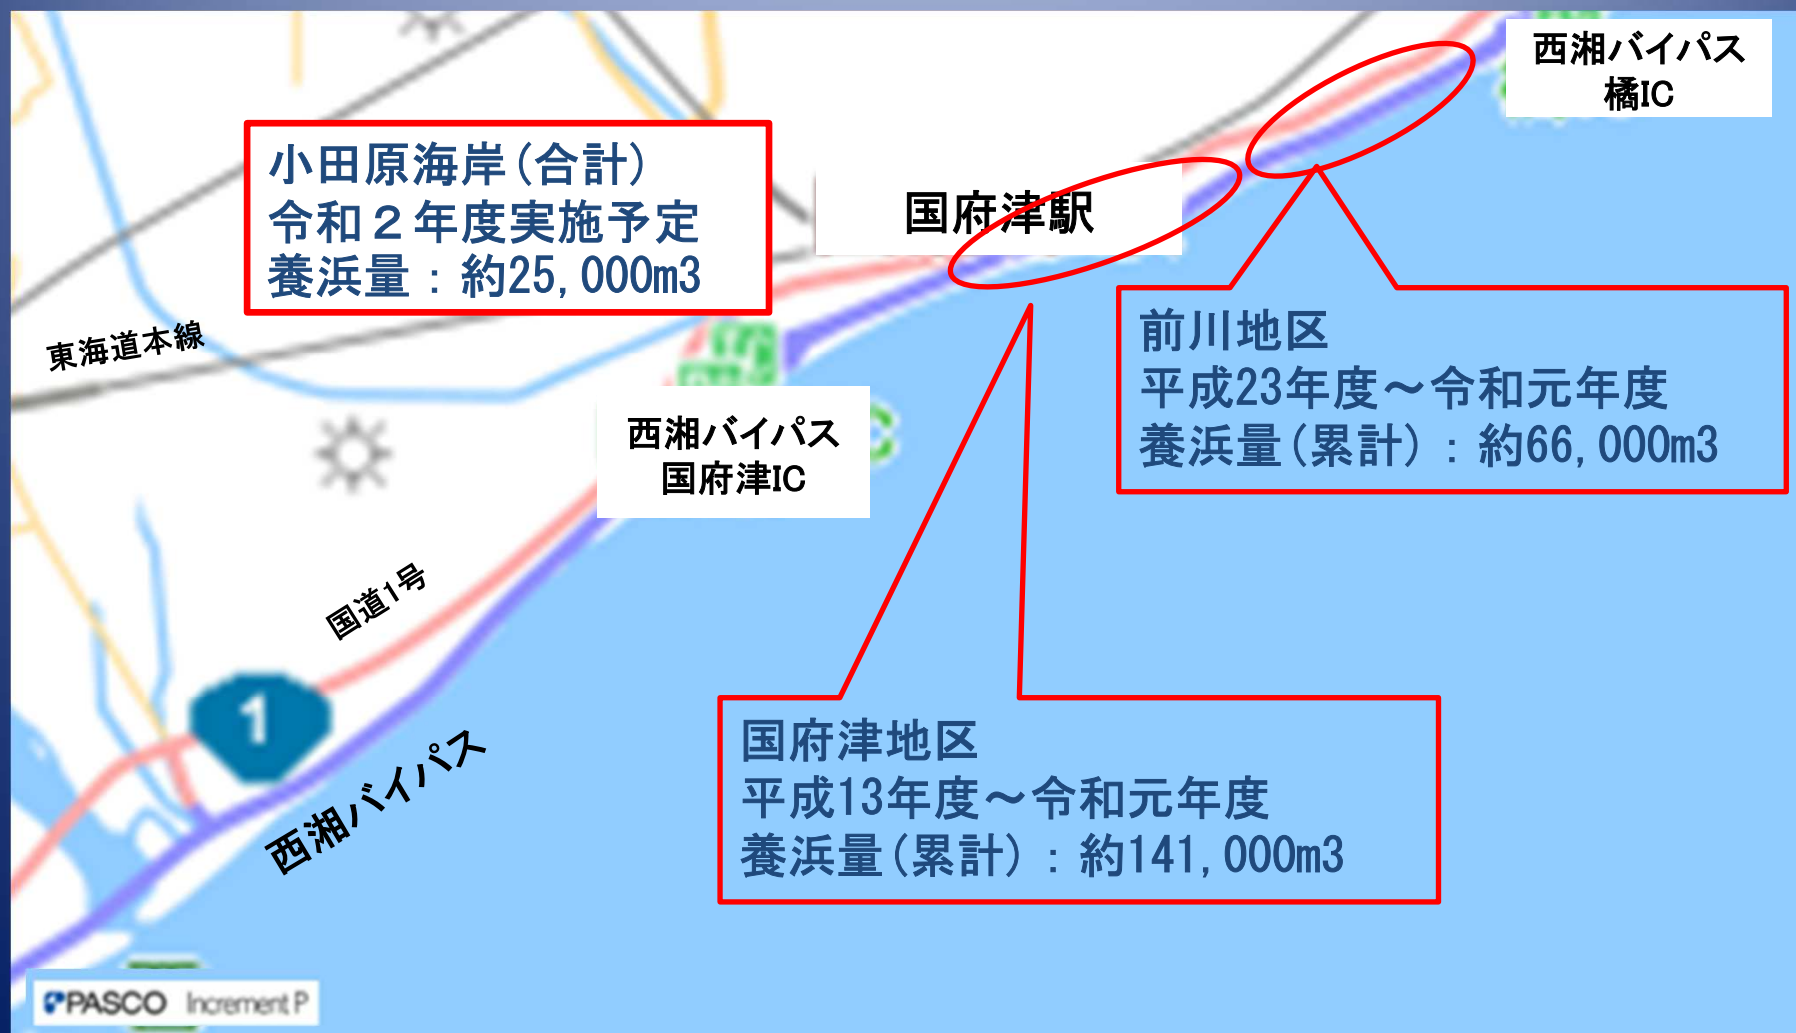 西湘バイパス
橘IC
小田原海岸(合計)
令和２年度実施予定
養浜量：約25,000m3
国府津駅
前川地区
平成23年度～令和元年度
養浜量(累計)：約66,000m3
東海道本線
西湘バイパス
国府津IC
国道1号
1
西湘バイパス
国府津地区
平成13年度～令和元年度
養浜量(累計)：約141,000m3
PASCO Increment P